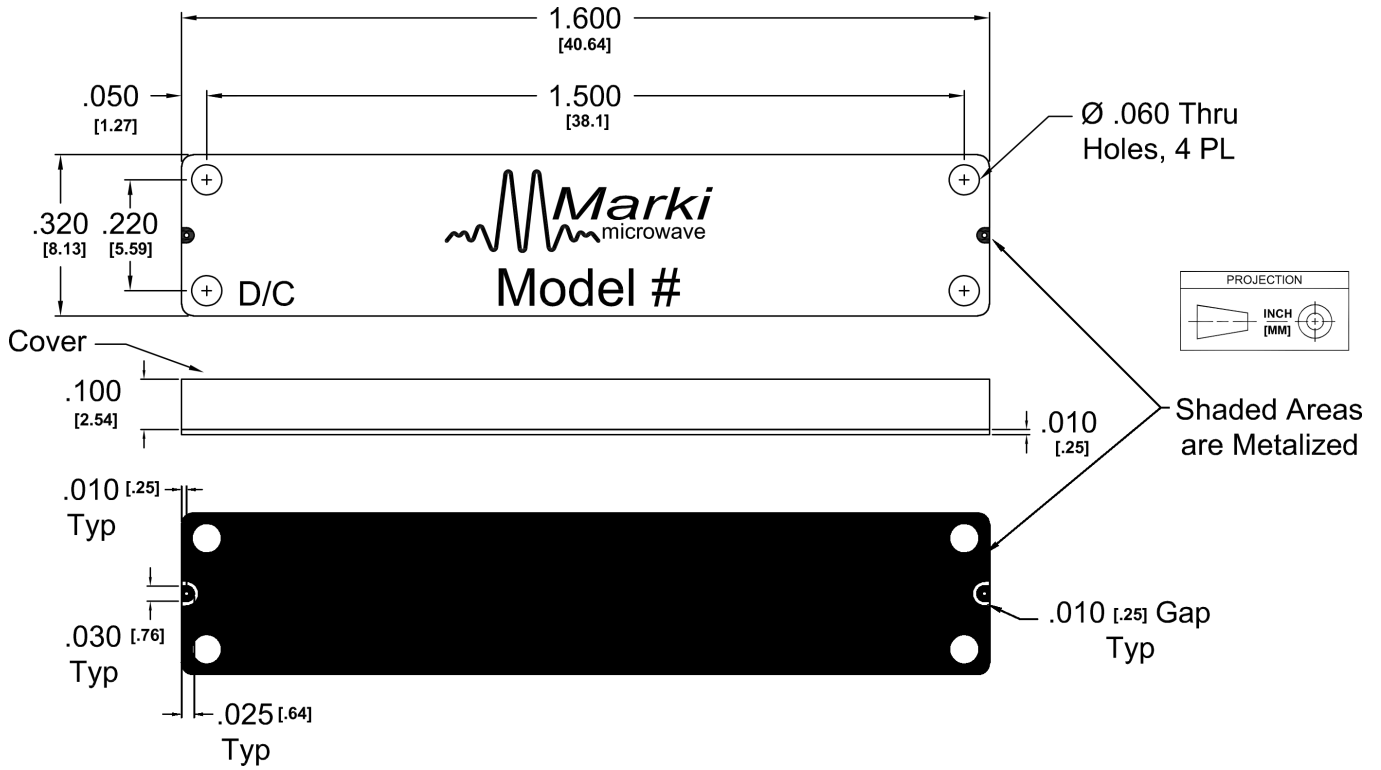 1.600
[40.64]
.050
[1.27]
1.500
[38.1]
Ø .060 Thru
Holes, 4 PL
.320
[8.13]
.220
[5.59]
Marki
microwave
D/C
Model #
PROJECTION
INCH
[MM]
Cover
.100
[2.54]
.010
[.25]
Shaded Areas
are Metalized
.010 [.25]
Typ
.030 [.76]
Typ
.010 [.25] Gap
Typ
.025 [.64]
Typ